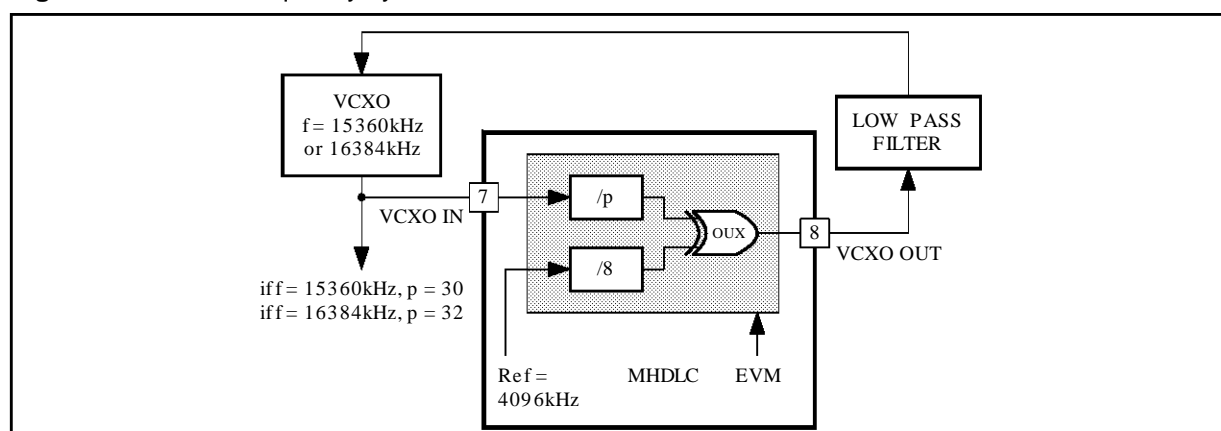 VCXO
f = 15360kHz
or 16384kHz
LOW PASS
FILTER
7
/p
VCXO IN
OUX
8
VCXO OUT
/8
if f = 15360kHz, p = 30
if f = 16384kHz, p = 32
Ref =
4096kHz
MHDLC
EVM